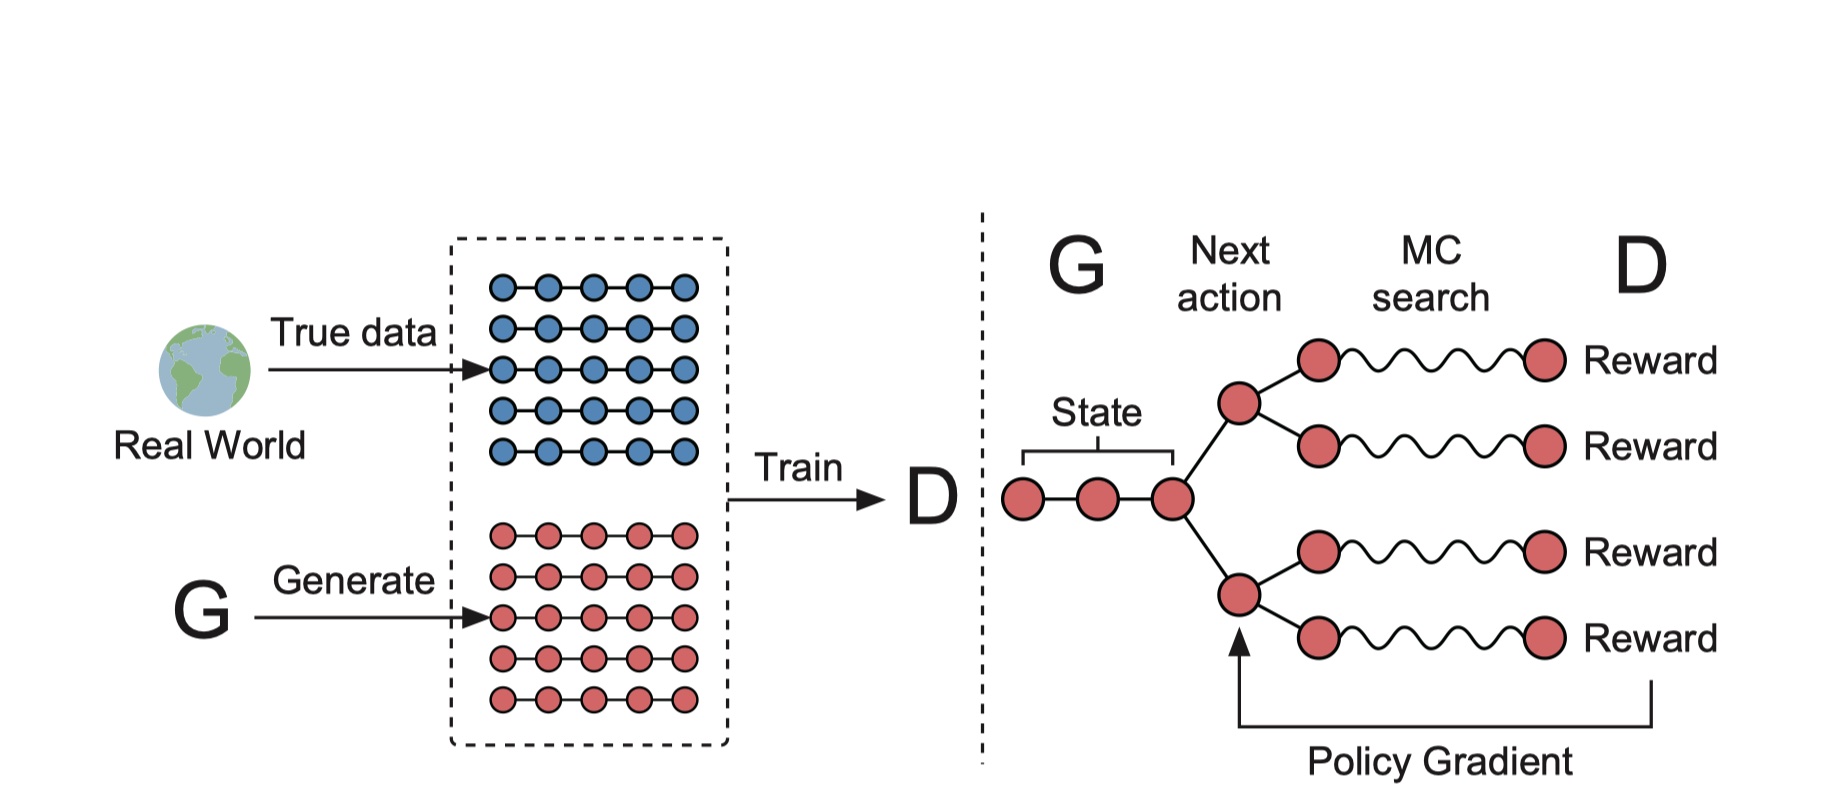 True data
Real World
G
Generate
Train
D
G
Next
action
MC
search
D
State
Reward
Reward
Reward
Reward
Policy Gradient